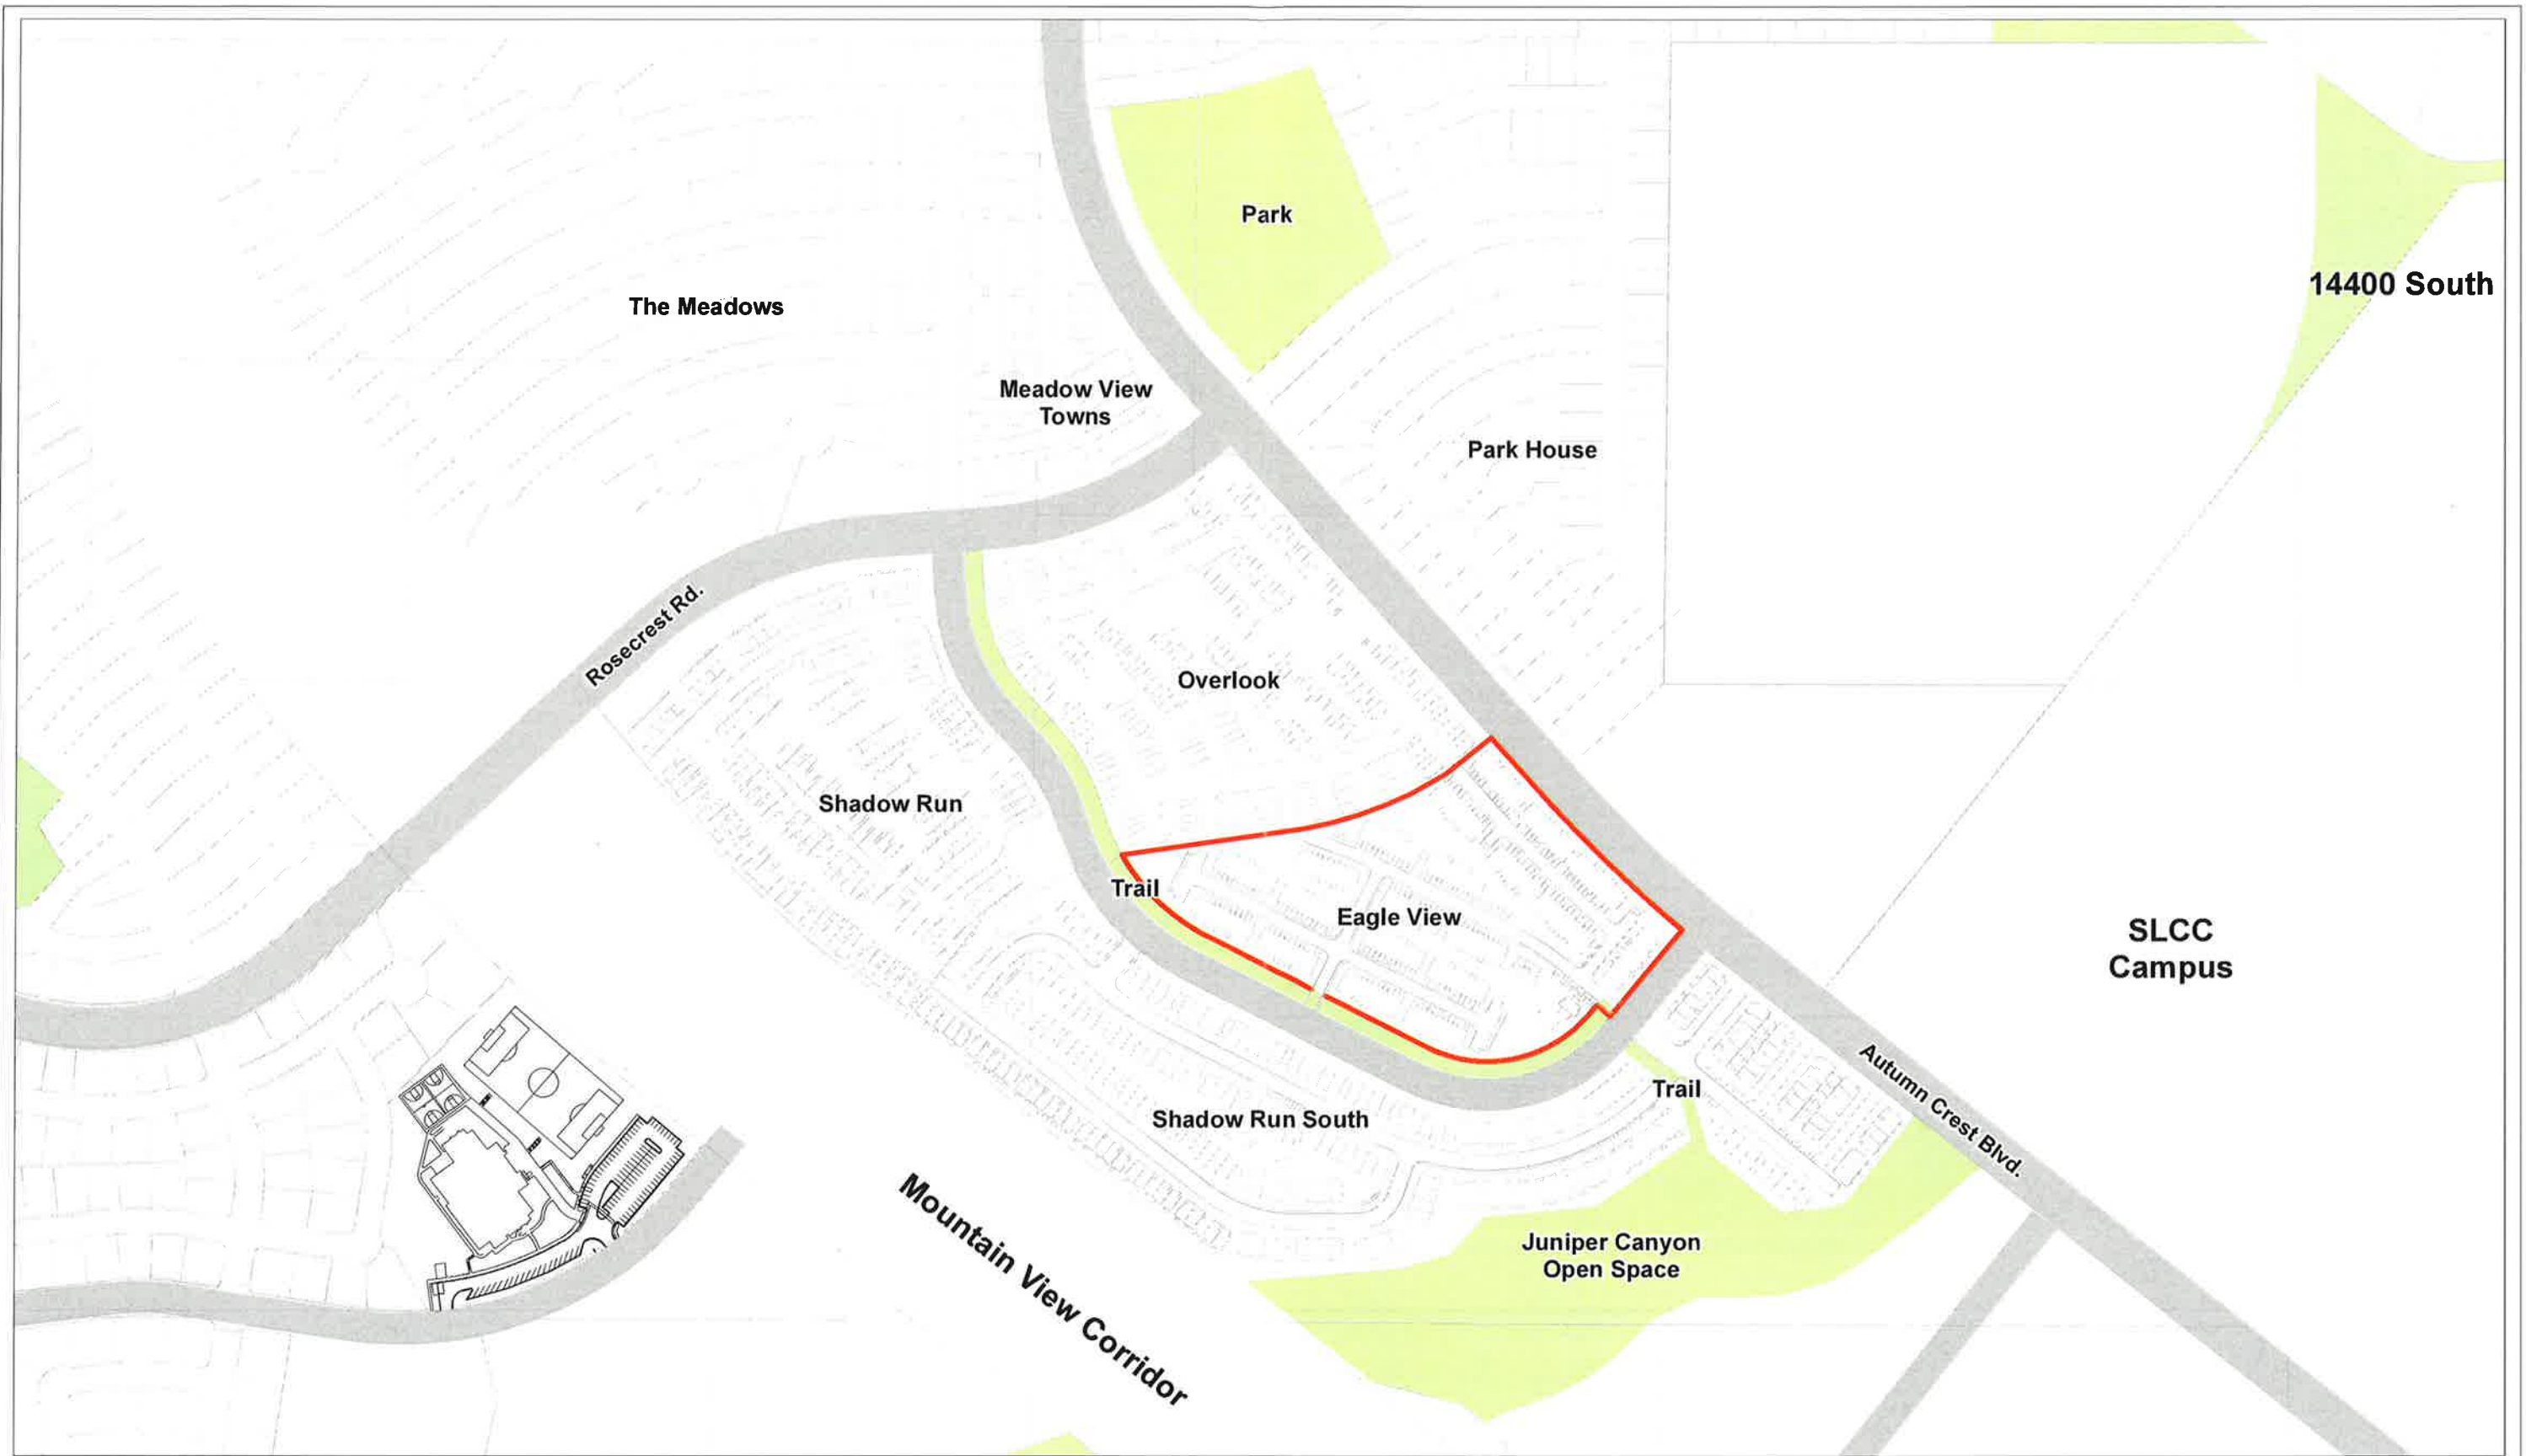 Park
14400 South
The Meadows
Meadow View
Towns
Park House
Rosecrest Rd.
Overlook
Shadow Run
Trail
Eagle View
SLCC
Campus
Autumn Crest Blvd.
Trail
Shadow Run South
Mountain View Corridor
Juniper Canyon
Open Space